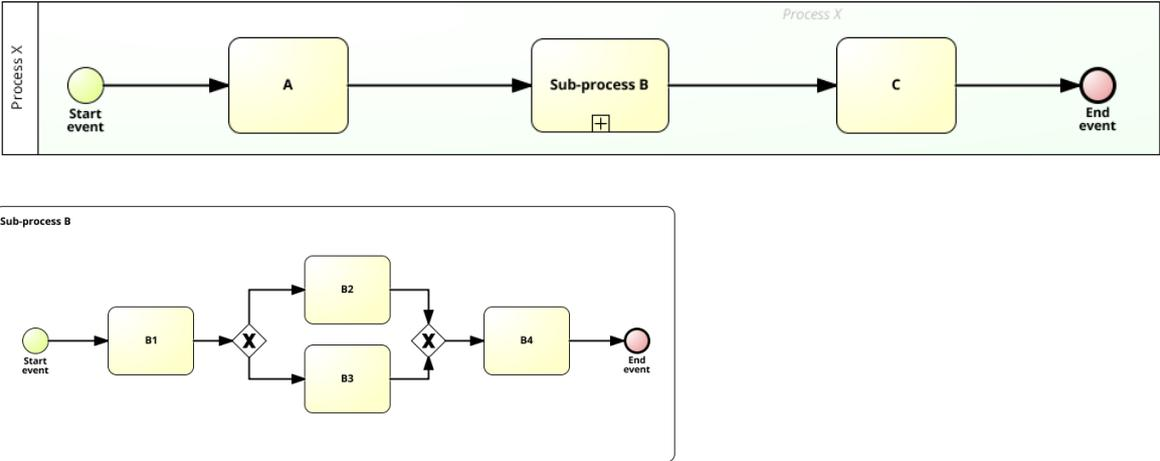 Process X
Process X
A
Sub-process B
C
Start
event
End
event
Sub-process B
B2
B1
X
X
B4
B3
Start
event
End
event